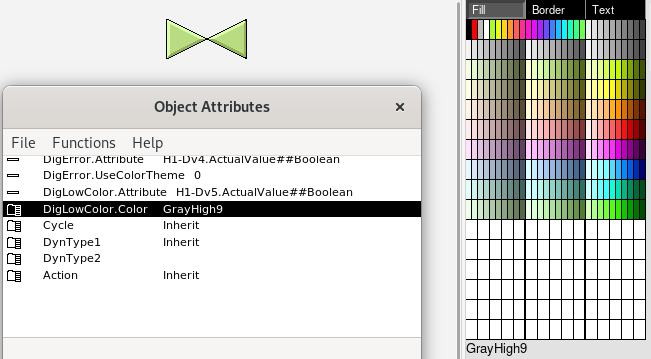 Fill Border Text
Object Attributes ×
File Functions Help
DigError.Attribute H1-Dv4.ActualValue##Boolean
DigError.UseColorTheme 0
DigLowColor.Attribute H1-Dv5.ActualValue##Boolean
DigLowColor.Color GrayHigh9
Cycle Inherit
DynType1 Inherit
DynType2
Action Inherit
GrayHigh9